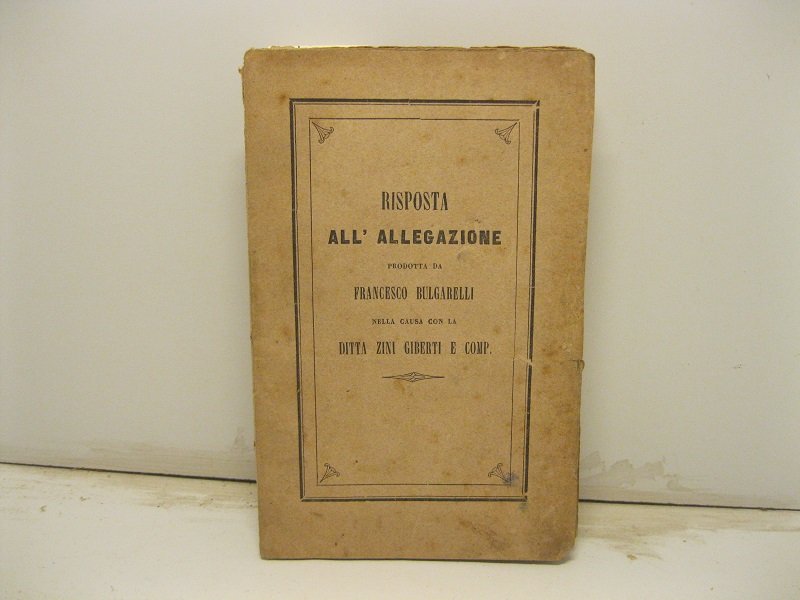 RISPOSTA
ALL' ALLEGAZIONE
PRODOTTA DA
FRANCESCO BULGARELLI
NELLA CAUSA CON LA
DITTA ZINI GIBERTI E COMP.